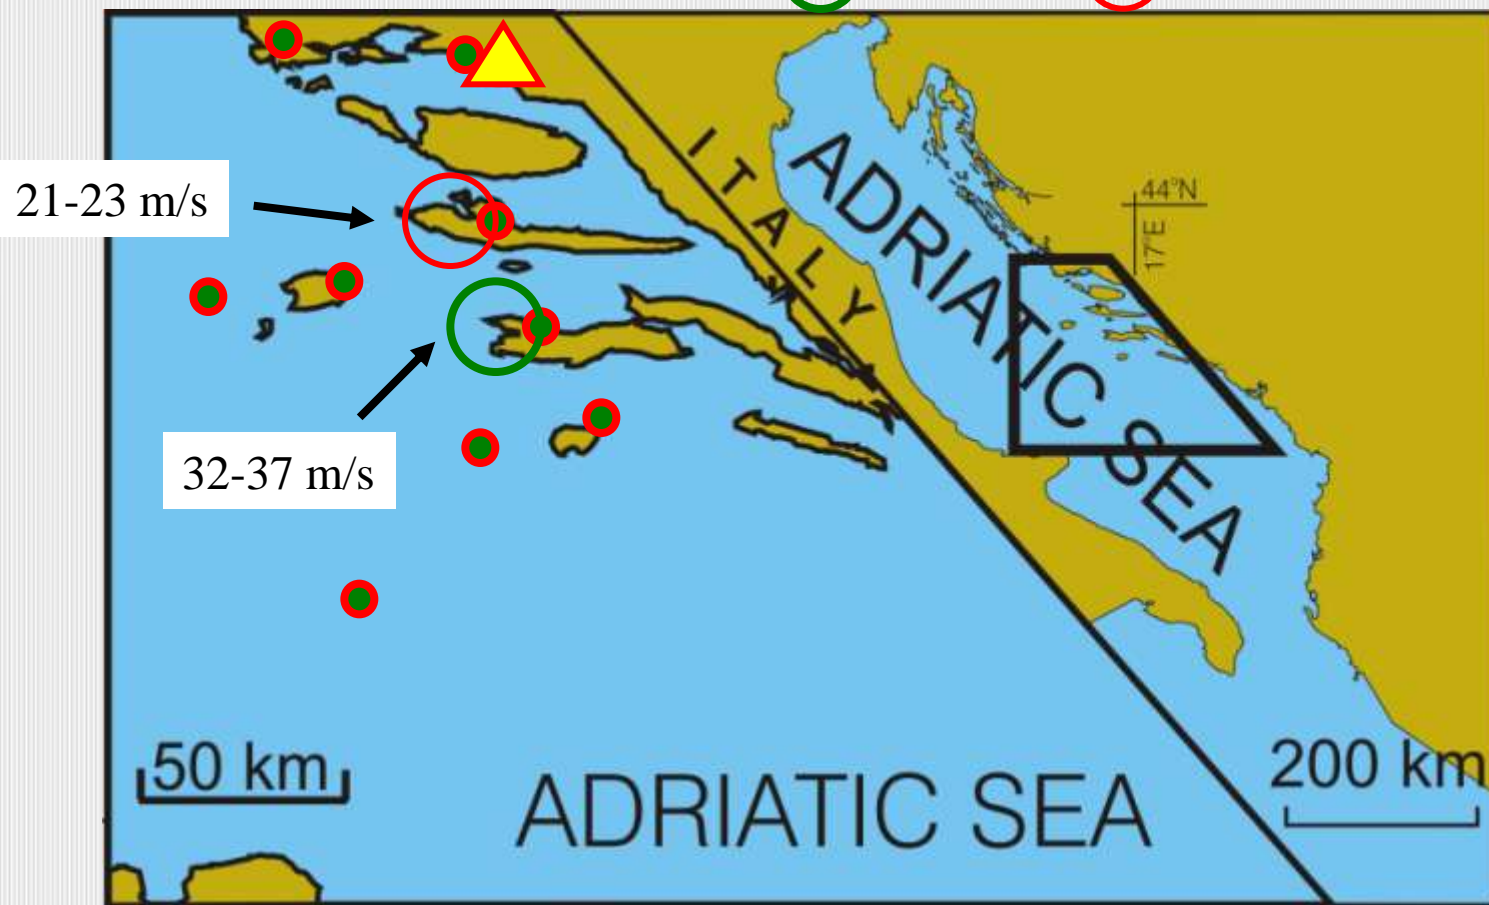 21-23 m/s
32-37 m/s
ITALY
ADRIATIC SEA
44°N
17°E
50 km
ADRIATIC SEA
200 km